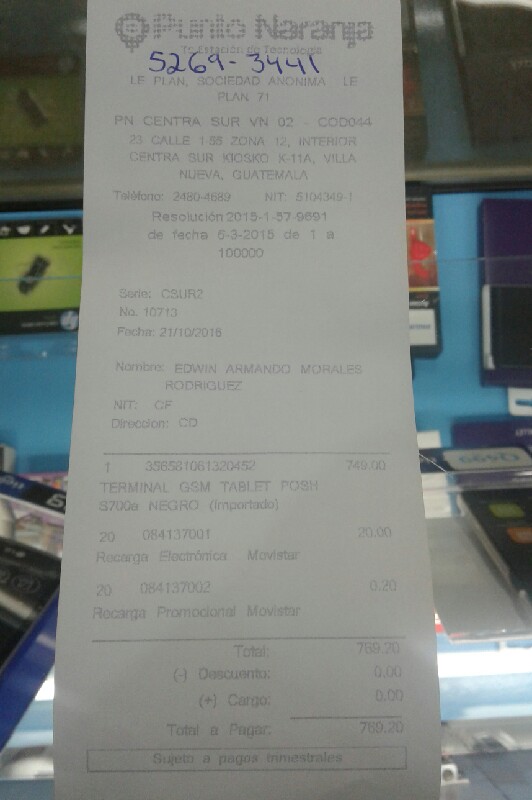 Punto Naranja
Tu Estación de Tecnología
5269-3441
LE PLAN, SOCIEDAD ANONIMA LE
PLAN 71
PN CENTRA SUR VN 02 - COD044
23 CALLE 1-55 ZONA 12, INTERIOR
CENTRA SUR KIOSKO K-11A, VILLA
NUEVA, GUATEMALA
Teléfono: 2480-4689 NIT: 5104349-1
Resolución 2015-1-57-9691
de fecha 6-3-2015 de 1 a
100000
Serie: CSUR2
No. 10713
Fecha: 21/10/2016
Nombre: EDWIN ARMANDO MORALES
RODRIGUEZ
NIT: CF
Direccion: CD
1 356581061320452 749.00
TERMINAL GSM TABLET POSH
S700a NEGRO (Importado)
20 084137001 20.00
Recarga Electrónica Movistar
20 084137002 0.20
Recarga Promocional Movistar
Total: 769.20
(-) Descuento: 0.00
(+) Cargo: 0.00
Total a Pagar: 769.20
Sujeto a pagos trimestrales